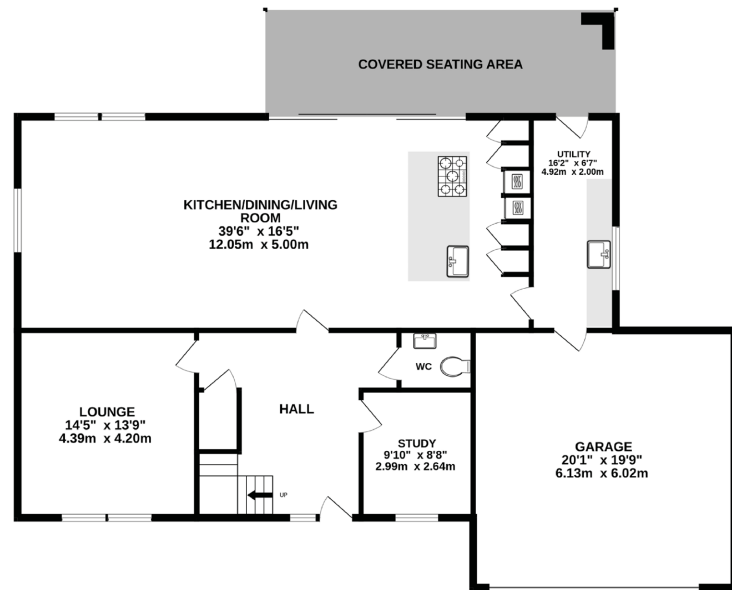 COVERED SEATING AREA
UTILITY
16'2" x 6'7"
4.92m x 2.00m
KITCHEN/DINING/LIVING
ROOM
39'6" x 16'5"
12.05m x 5.00m
WC
LOUNGE
14'5" x 13'9"
4.39m x 4.20m
HALL
STUDY
9'10" x 8'8"
2.99m x 2.64m
GARAGE
20'1" x 19'9"
6.13m x 6.02m
UP